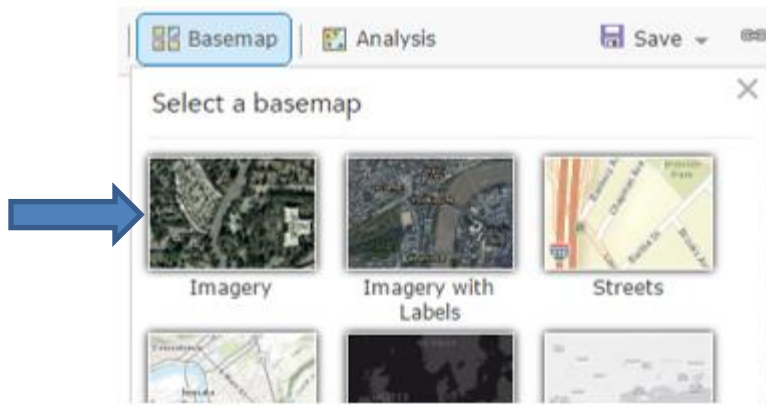 Basemap Analysis Save
Select a basemap
Imagery
Imagery with
Labels
Streets